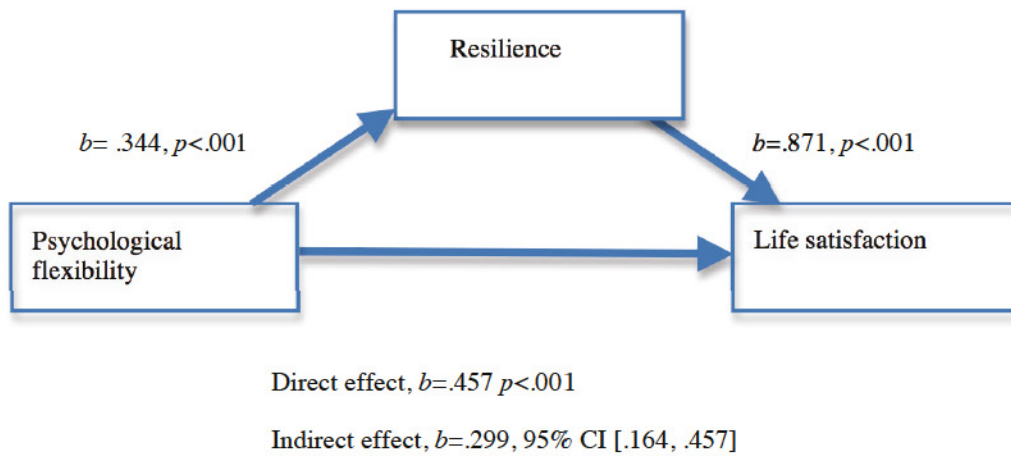 Resilience
b= .344, p<.001
b=.871, p<.001
Psychological
flexibility
Life satisfaction
Direct effect, b=.457 p<.001
Indirect effect, b=.299, 95% CI [.164, .457]